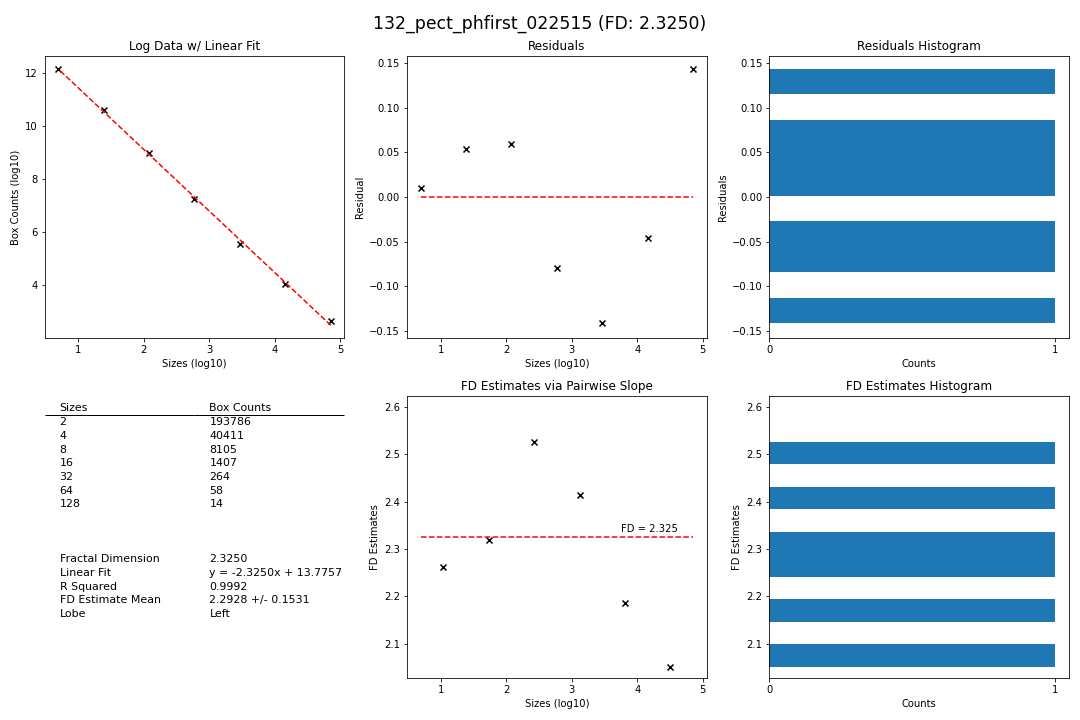 132_pect_phfirst_022515 (FD: 2.3250)
Log Data w/ Linear Fit
Box Counts (log10)
12
10
8
6
4
1 2 3 4 5
Sizes (log10)
Residuals
Residual
0.15
0.10
0.05
0.00
−0.05
−0.10
−0.15
1 2 3 4 5
Sizes (log10)
Residuals Histogram
Residuals
0.15
0.10
0.05
0.00
−0.05
−0.10
−0.15
0 1
Counts
Sizes Box Counts
2 193786
4 40411
8 8105
16 1407
32 264
64 58
128 14
Fractal Dimension 2.3250
Linear Fit y = -2.3250x + 13.7757
R Squared 0.9992
FD Estimate Mean 2.2928 +/- 0.1531
Lobe Left
FD Estimates via Pairwise Slope
FD Estimates
2.6
2.5
2.4
2.3
2.2
2.1
FD = 2.325
1 2 3 4 5
Sizes (log10)
FD Estimates Histogram
FD Estimates
2.6
2.5
2.4
2.3
2.2
2.1
0 1
Counts